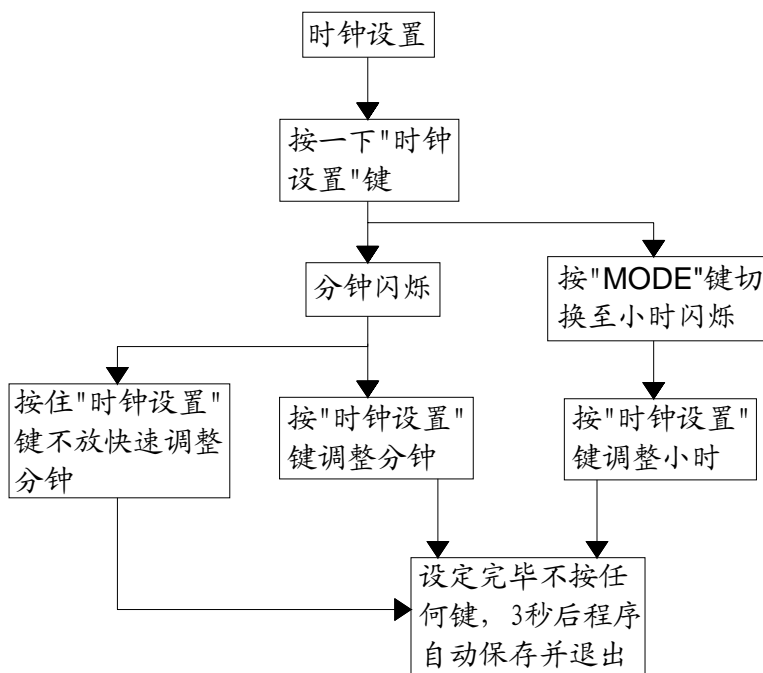 时钟设置
按一下"时钟
设置"键
分钟闪烁
按"MODE"键切
换至小时闪烁
按住"时钟设置"
键不放快速调整
分钟
按"时钟设置"
键调整分钟
按"时钟设置"
键调整小时
设定完毕不按任
何键，3秒后程序
自动保存并退出